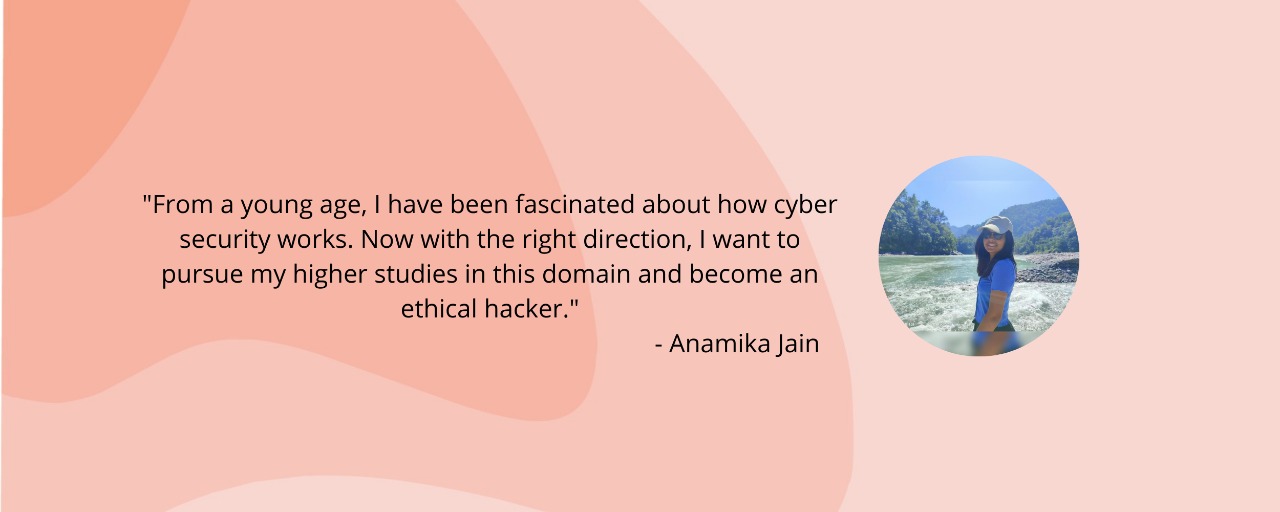 "From a young age, I have been fascinated about how cyber
security works. Now with the right direction, I want to
pursue my higher studies in this domain and become an
ethical hacker."
- Anamika Jain